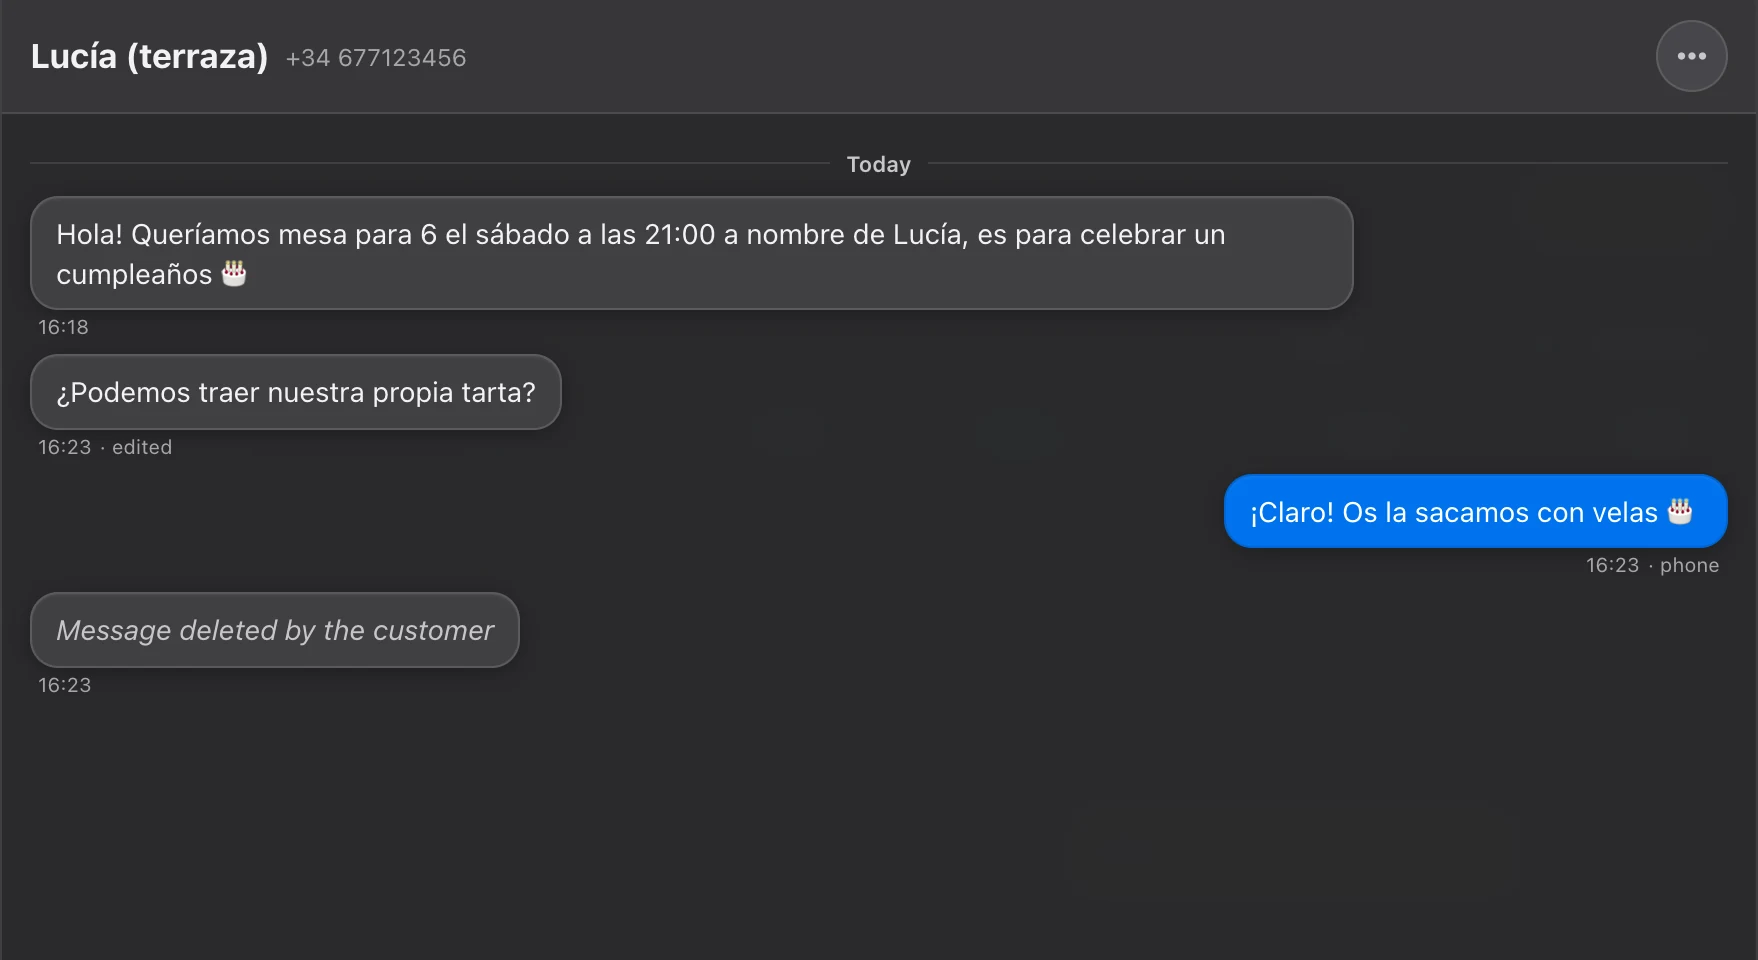 Lucía (terraza) +34 677123456
Today
Hola! Queríamos mesa para 6 el sábado a las 21:00 a nombre de Lucía, es para celebrar un
cumpleaños 🎂
16:18
¿Podemos traer nuestra propia tarta?
16:23 · edited
¡Claro! Os la sacamos con velas 🎂
16:23 · phone
Message deleted by the customer
16:23